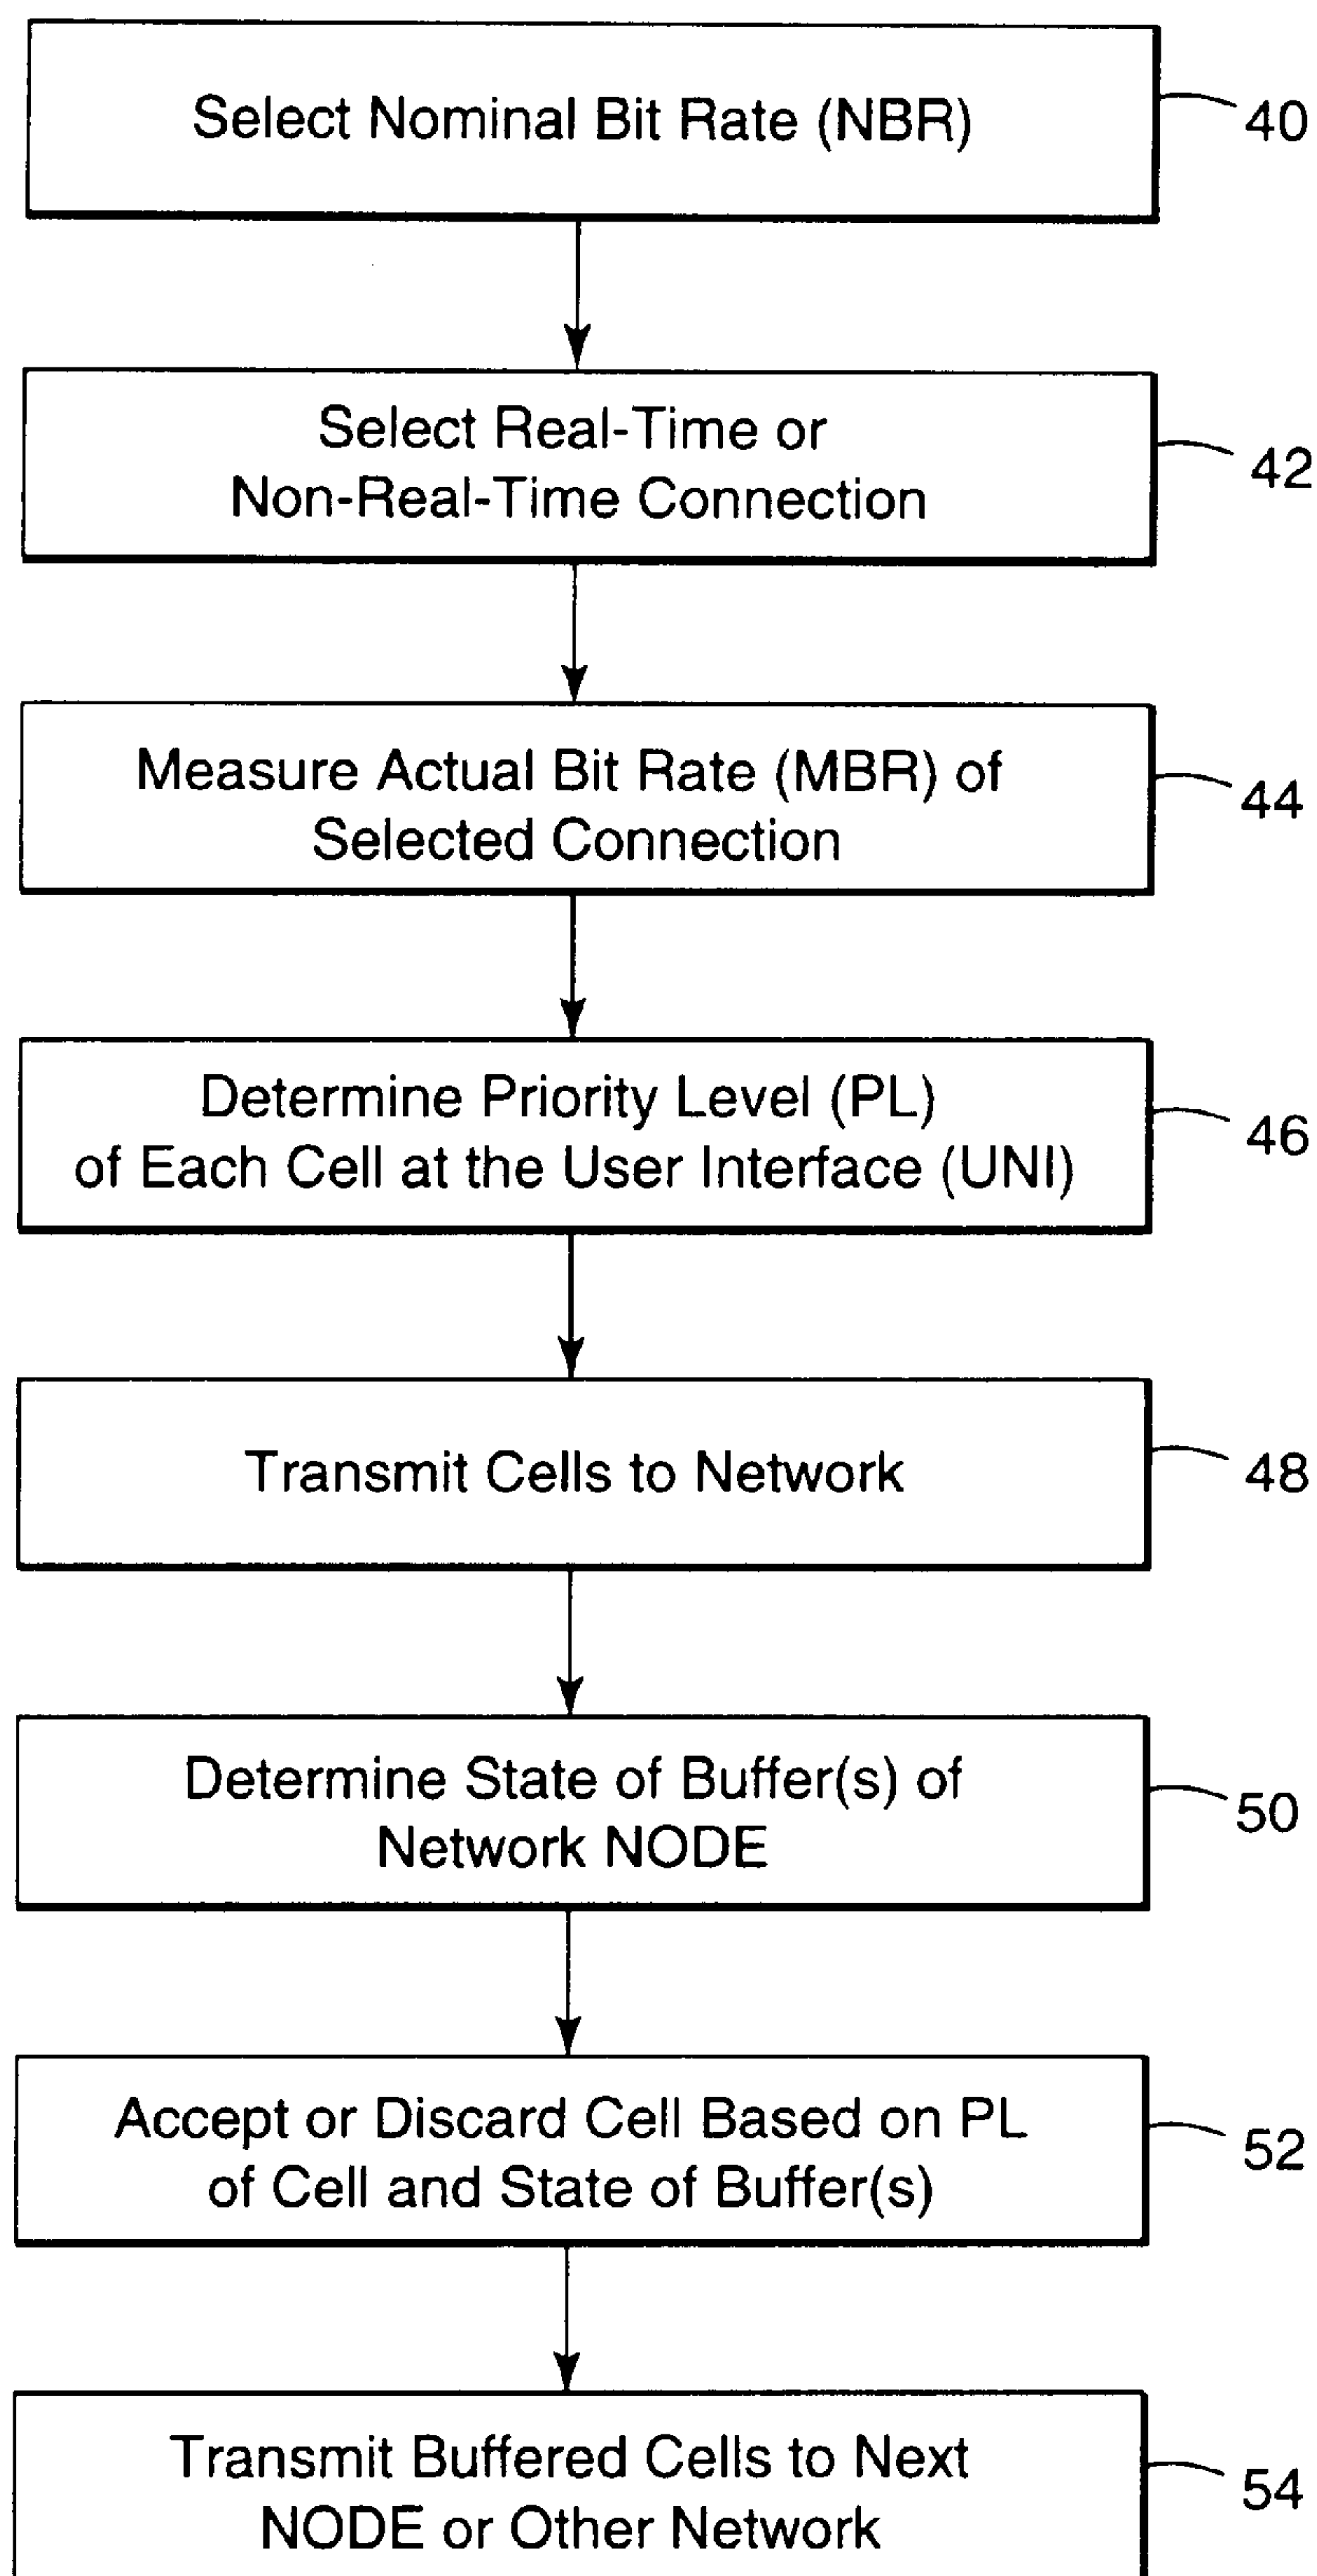 Select Nominal Bit Rate (NBR)
40
Select Real-Time or
Non-Real-Time Connection
42
Measure Actual Bit Rate (MBR) of
Selected Connection
44
Determine Priority Level (PL)
of Each Cell at the User Interface (UNI)
46
Transmit Cells to Network
48
Determine State of Buffer(s) of
Network NODE
50
Accept or Discard Cell Based on PL
of Cell and State of Buffer(s)
52
Transmit Buffered Cells to Next
NODE or Other Network
54